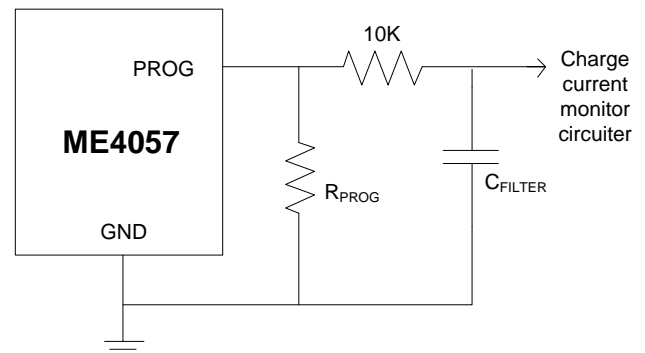 10K
PROG
Charge
current
monitor
circuiter
ME4057
RPROG
CFILTER
GND